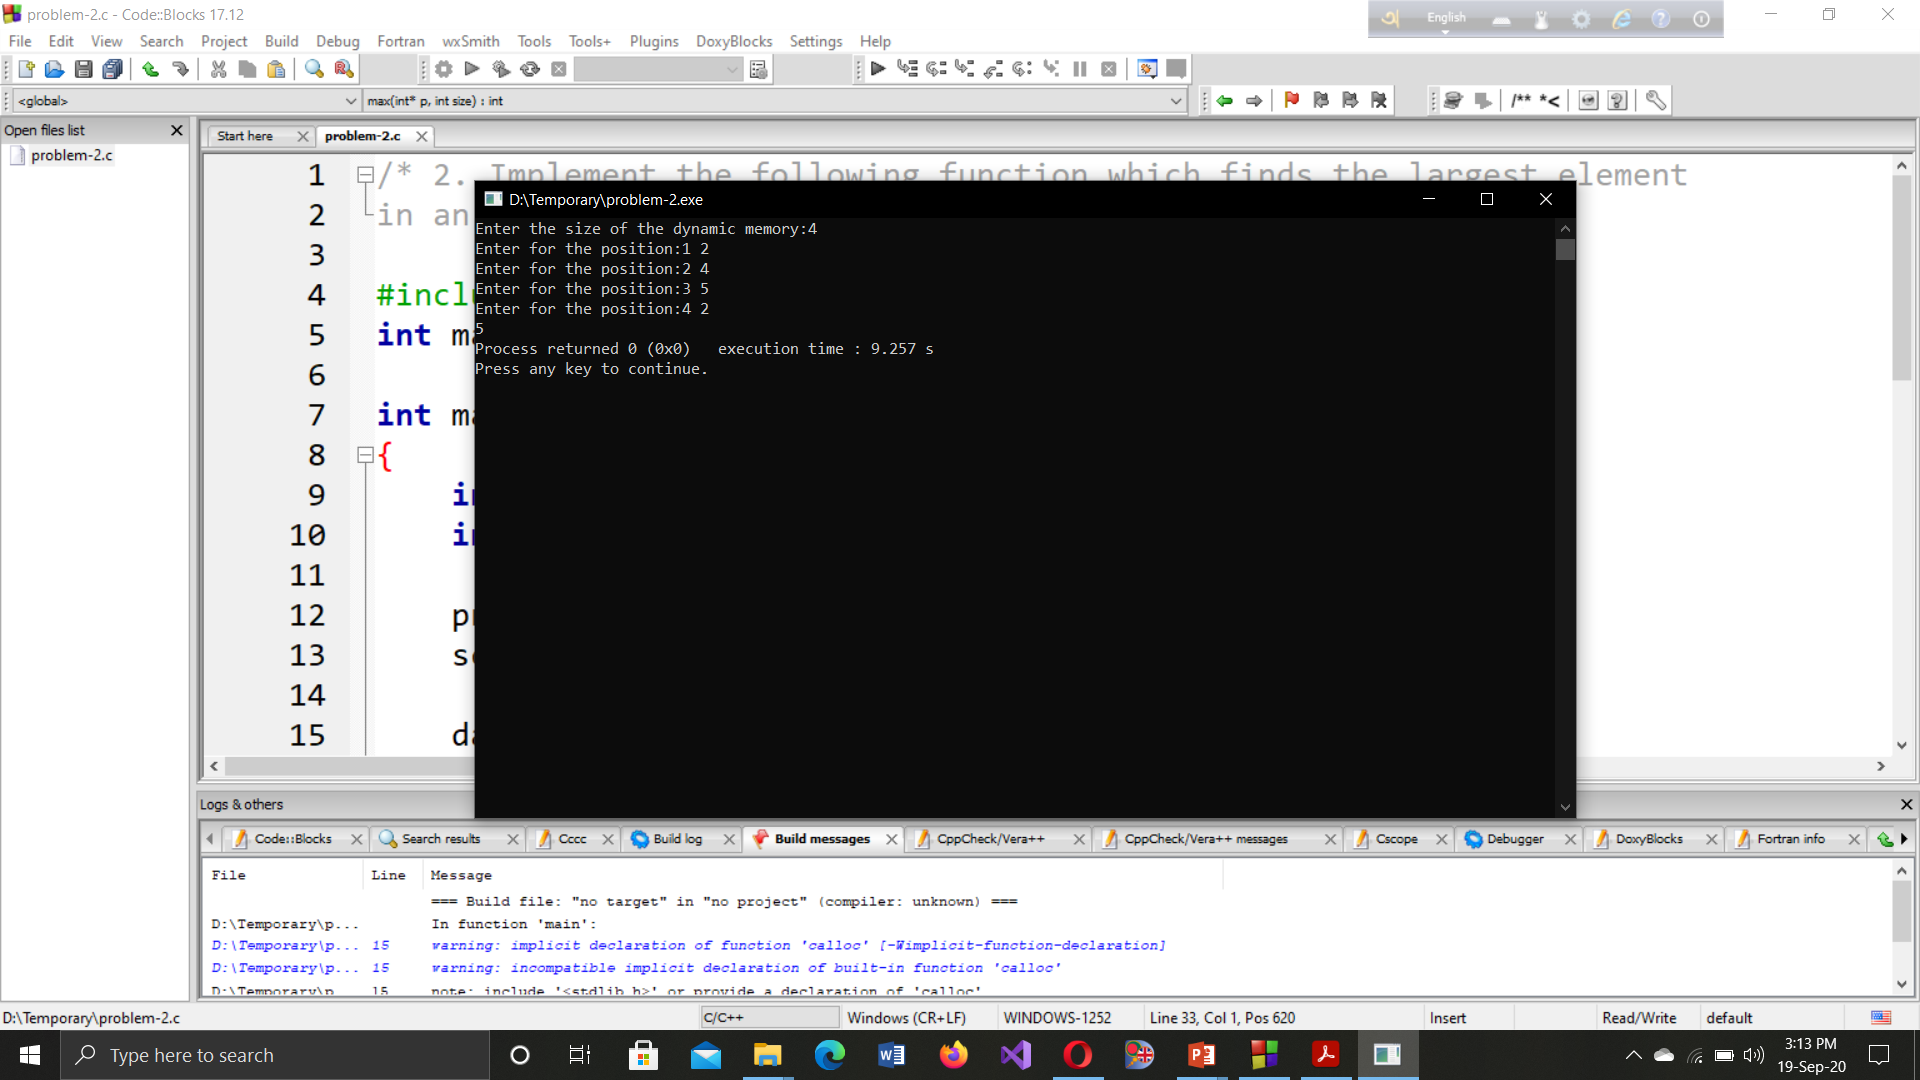 problem-2.c - Code::Blocks 17.12
English
File Edit View Search Project Build Debug Fortran wxSmith Tools Tools+ Plugins DoxyBlocks Settings Help
<global>
max(int* p, int size) : int
/** *<
Open files list
problem-2.c
Start here
problem-2.c
1 /* 2. Implement the following function which finds the largest element
2 in an
3
4 #incl
5 int ma
6
7 int ma
8 {
9 in
10 in
11
12 pr
13 sc
14
15 da
D:\Temporary\problem-2.exe
Enter the size of the dynamic memory:4
Enter for the position:1 2
Enter for the position:2 4
Enter for the position:3 5
Enter for the position:4 2
5
Process returned 0 (0x0)   execution time : 9.257 s
Press any key to continue.
Logs & others
Code::Blocks Search results Cccc Build log Build messages CppCheck/Vera++ CppCheck/Vera++ messages Cscope Debugger DoxyBlocks Fortran info
File Line Message
=== Build file: "no target" in "no project" (compiler: unknown) ===
D:\Temporary\p... In function 'main':
D:\Temporary\p... 15 warning: implicit declaration of function 'calloc' [-Wimplicit-function-declaration]
D:\Temporary\p... 15 warning: incompatible implicit declaration of built-in function 'calloc'
D:\Temporary\p... 15 note: include '<stdlib.h>' or provide a declaration of 'calloc'
D:\Temporary\problem-2.c C/C++ Windows (CR+LF) WINDOWS-1252 Line 33, Col 1, Pos 620 Insert Read/Write default
Type here to search
3:13 PM
19-Sep-20